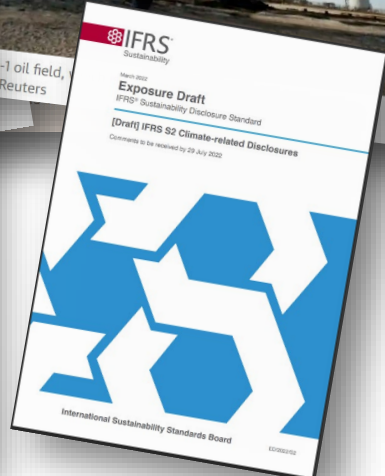 -1 oil field,
Reuters
IFRS®
Sustainability
March 2022
Exposure Draft
IFRS® Sustainability Disclosure Standard
[Draft] IFRS S2 Climate-related Disclosures
Comments to be received by 29 July 2022
International Sustainability Standards Board
ED/2022/S2